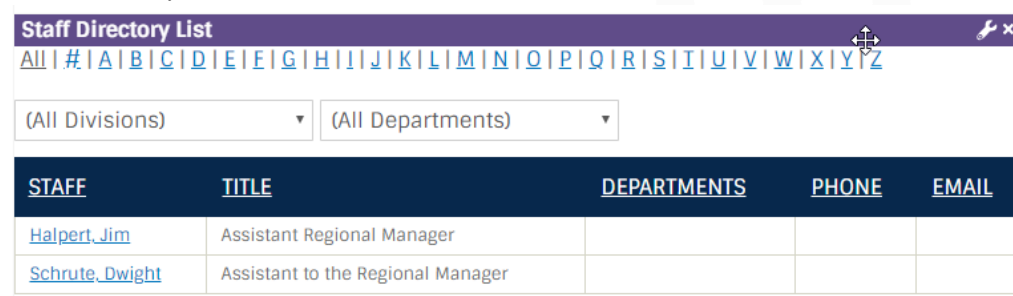 Staff Directory List
All | # | A | B | C | D | E | F | G | H | I | J | K | L | M | N | O | P | Q | R | S | T | U | V | W | X | Y | Z
(All Divisions) (All Departments)
STAFF TITLE DEPARTMENTS PHONE EMAIL
Halpert, Jim Assistant Regional Manager
Schrute, Dwight Assistant to the Regional Manager